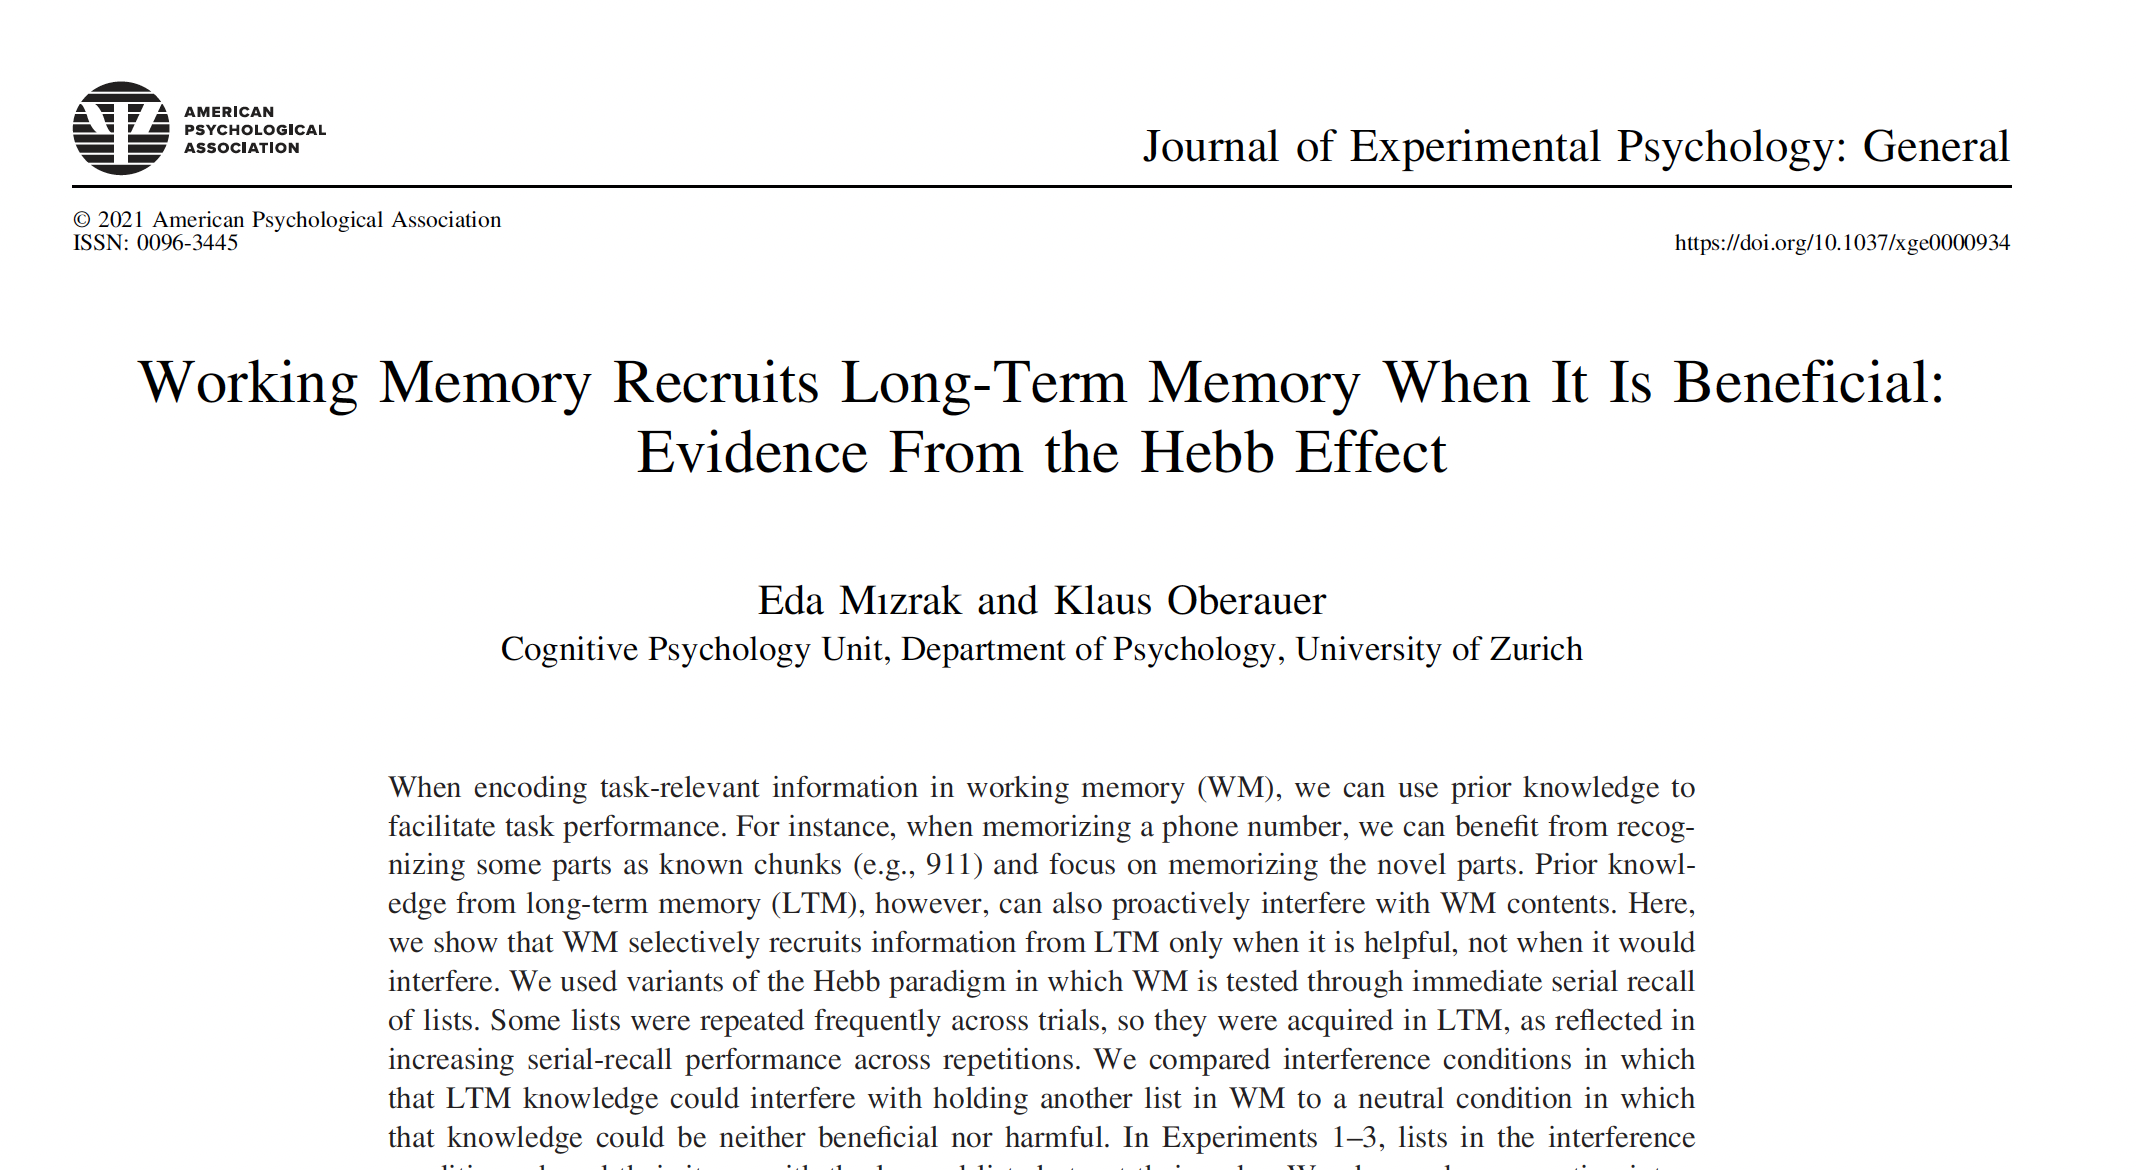 AMERICAN
PSYCHOLOGICAL
ASSOCIATION
Journal of Experimental Psychology: General
© 2021 American Psychological Association
ISSN: 0096-3445
https://doi.org/10.1037/xge0000934
Working Memory Recruits Long-Term Memory When It Is Beneficial:
Evidence From the Hebb Effect
Eda Mızrak and Klaus Oberauer
Cognitive Psychology Unit, Department of Psychology, University of Zurich
When encoding task-relevant information in working memory (WM), we can use prior knowledge to
facilitate task performance. For instance, when memorizing a phone number, we can benefit from recog-
nizing some parts as known chunks (e.g., 911) and focus on memorizing the novel parts. Prior knowl-
edge from long-term memory (LTM), however, can also proactively interfere with WM contents. Here,
we show that WM selectively recruits information from LTM only when it is helpful, not when it would
interfere. We used variants of the Hebb paradigm in which WM is tested through immediate serial recall
of lists. Some lists were repeated frequently across trials, so they were acquired in LTM, as reflected in
increasing serial-recall performance across repetitions. We compared interference conditions in which
that LTM knowledge could interfere with holding another list in WM to a neutral condition in which
that knowledge could be neither beneficial nor harmful. In Experiments 1–3, lists in the interference